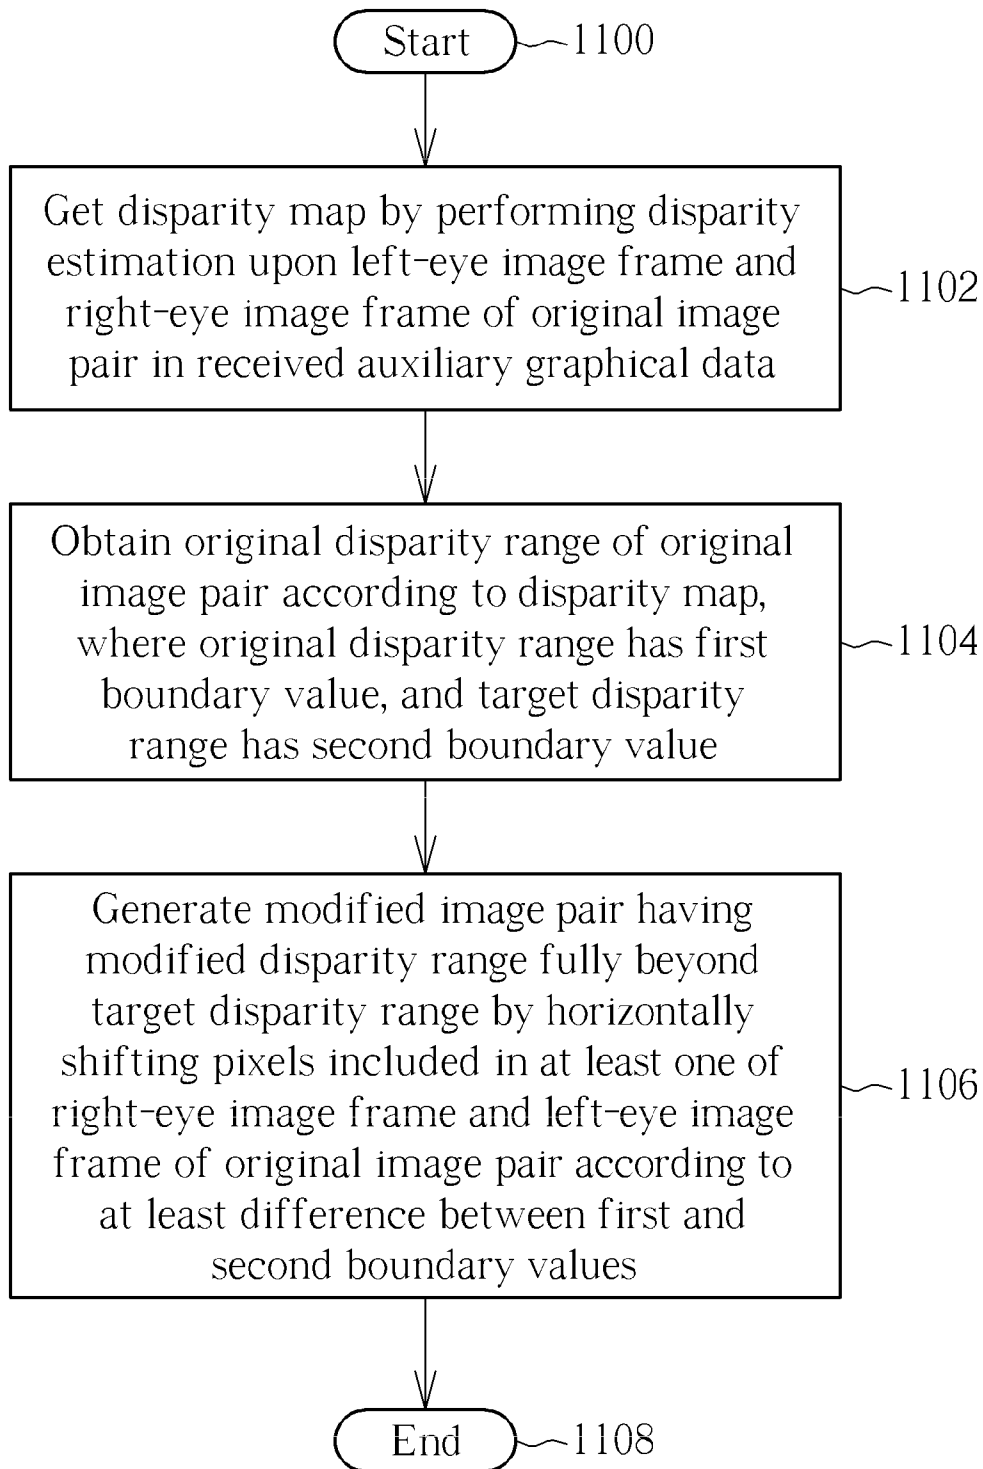 Start
1100
Get disparity map by performing disparity
estimation upon left-eye image frame and
right-eye image frame of original image
pair in received auxiliary graphical data
1102
Obtain original disparity range of original
image pair according to disparity map,
where original disparity range has first
boundary value, and target disparity
range has second boundary value
1104
Generate modified image pair having
modified disparity range fully beyond
target disparity range by horizontally
shifting pixels included in at least one of
right-eye image frame and left-eye image
frame of original image pair according to
at least difference between first and
second boundary values
1106
End
1108